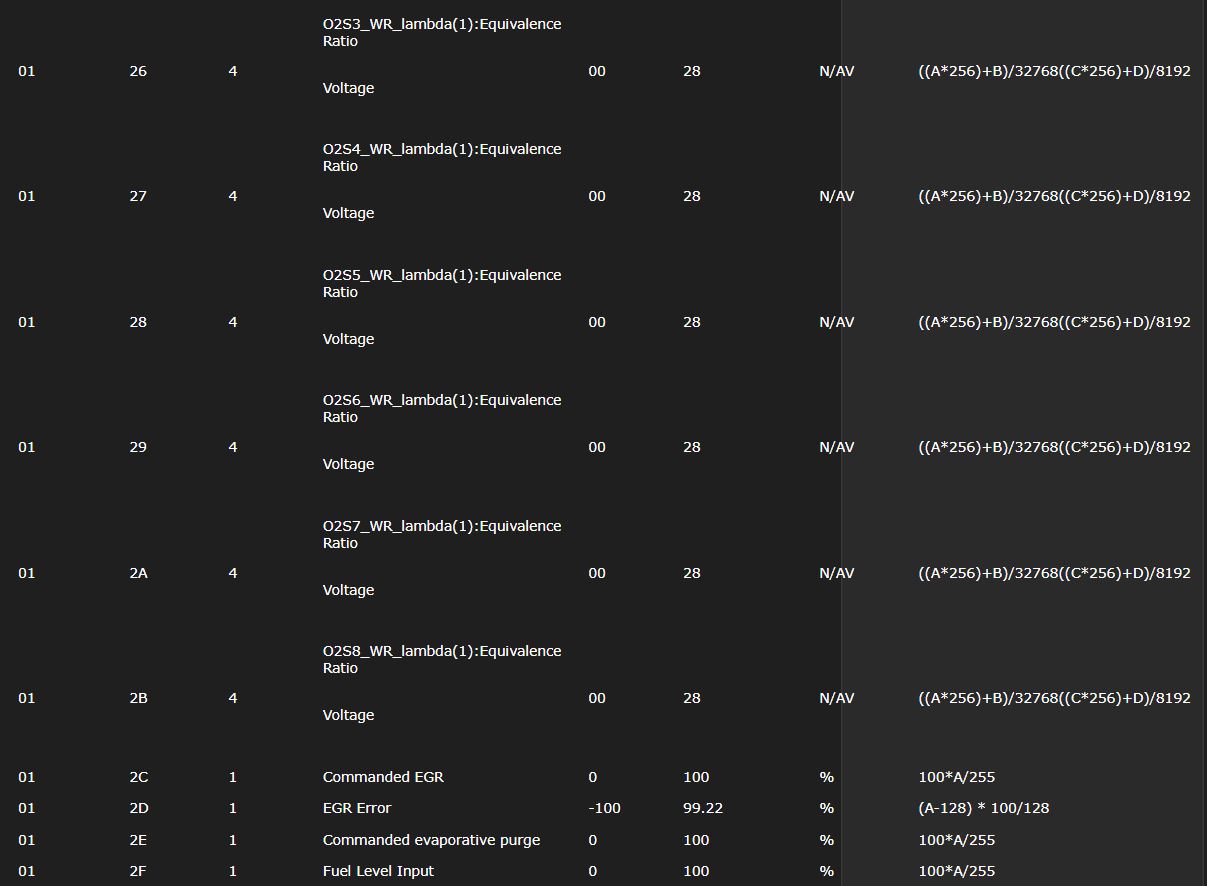 O2S3_WR_lambda(1):Equivalence
Ratio
01 26 4 00 28 N/AV ((A*256)+B)/32768((C*256)+D)/8192
Voltage
O2S4_WR_lambda(1):Equivalence
Ratio
01 27 4 00 28 N/AV ((A*256)+B)/32768((C*256)+D)/8192
Voltage
O2S5_WR_lambda(1):Equivalence
Ratio
01 28 4 00 28 N/AV ((A*256)+B)/32768((C*256)+D)/8192
Voltage
O2S6_WR_lambda(1):Equivalence
Ratio
01 29 4 00 28 N/AV ((A*256)+B)/32768((C*256)+D)/8192
Voltage
O2S7_WR_lambda(1):Equivalence
Ratio
01 2A 4 00 28 N/AV ((A*256)+B)/32768((C*256)+D)/8192
Voltage
O2S8_WR_lambda(1):Equivalence
Ratio
01 2B 4 00 28 N/AV ((A*256)+B)/32768((C*256)+D)/8192
Voltage
01 2C 1 Commanded EGR 0 100 % 100*A/255
01 2D 1 EGR Error -100 99.22 % (A-128) * 100/128
01 2E 1 Commanded evaporative purge 0 100 % 100*A/255
01 2F 1 Fuel Level Input 0 100 % 100*A/255